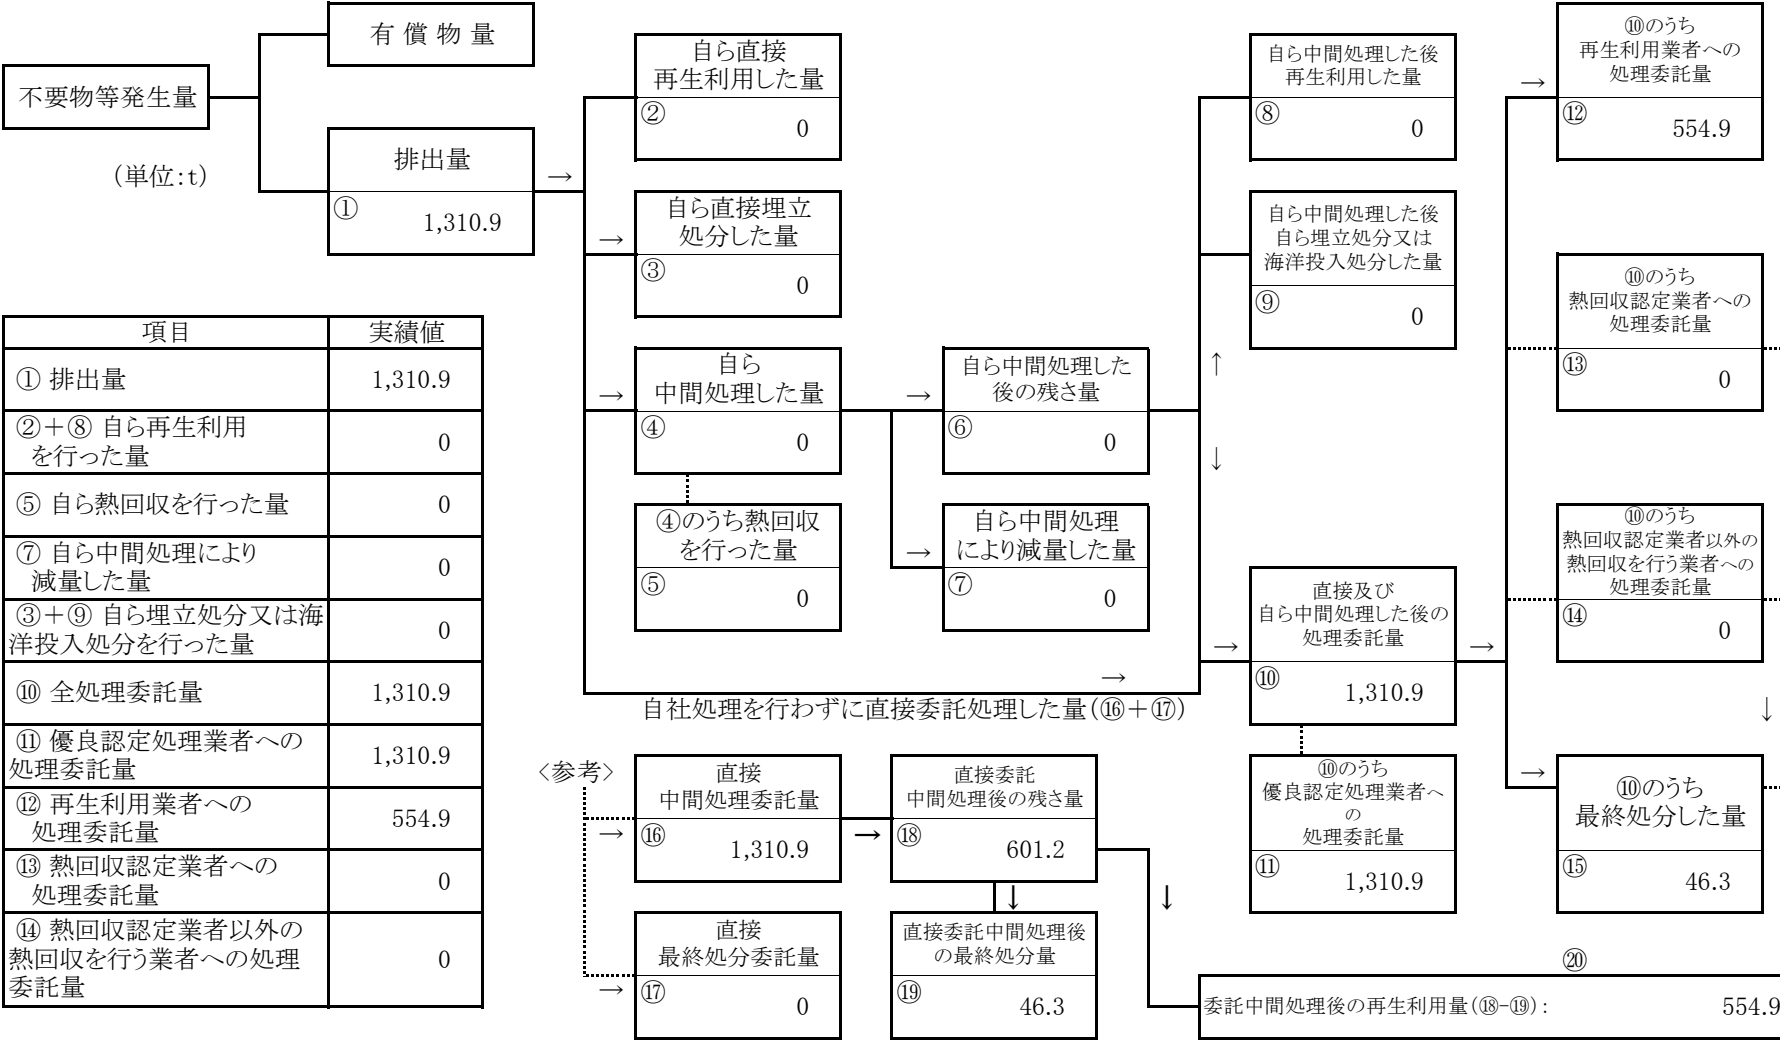 有 償 物 量
不要物等発生量
(単位:t)
排出量
①
1,310.9
→
自ら直接
再生利用した量
②
0
→
自ら直接埋立
処分した量
③
0
→
自ら
中間処理した量
④
0
④のうち熱回収
を行った量
⑤
0
→
自ら中間処理した
後の残さ量
⑥
0
→
自ら中間処理
により減量した量
⑦
0
自ら中間処理した後
再生利用した量
⑧
0
自ら中間処理した後
自ら埋立処分又は
海洋投入処分した量
⑨
0
↑
↓
→
直接及び
自ら中間処理した後の
処理委託量
⑩
1,310.9
→
⑩のうち
優良認定処理業者へ
の
処理委託量
⑪
1,310.9
→
⑩のうち
再生利用業者への
処理委託量
⑫
554.9
⑩のうち
熱回収認定業者への
処理委託量
⑬
0
⑩のうち
熱回収認定業者以外の
熱回収を行う業者への
処理委託量
⑭
0
↓
→
⑩のうち
最終処分した量
⑮
46.3
→
自社処理を行わずに直接委託処理した量(⑯+⑰)
項目 実績値
① 排出量 1,310.9
②+⑧ 自ら再生利用
を行った量 0
⑤ 自ら熱回収を行った量 0
⑦ 自ら中間処理により
減量した量 0
③+⑨ 自ら埋立処分又は海
洋投入処分を行った量 0
⑩ 全処理委託量 1,310.9
⑪ 優良認定処理業者への
処理委託量 1,310.9
⑫ 再生利用業者への
処理委託量 554.9
⑬ 熱回収認定業者への
処理委託量 0
⑭ 熱回収認定業者以外の
熱回収を行う業者への処理
委託量 0
<参考>
→
直接
中間処理委託量
⑯
1,310.9
→
直接委託
中間処理後の残さ量
⑱
601.2
→
直接
最終処分委託量
⑰
0
↓
直接委託中間処理後
の最終処分量
⑲
46.3
↓
⑳
委託中間処理後の再生利用量(⑱-⑲): 554.9